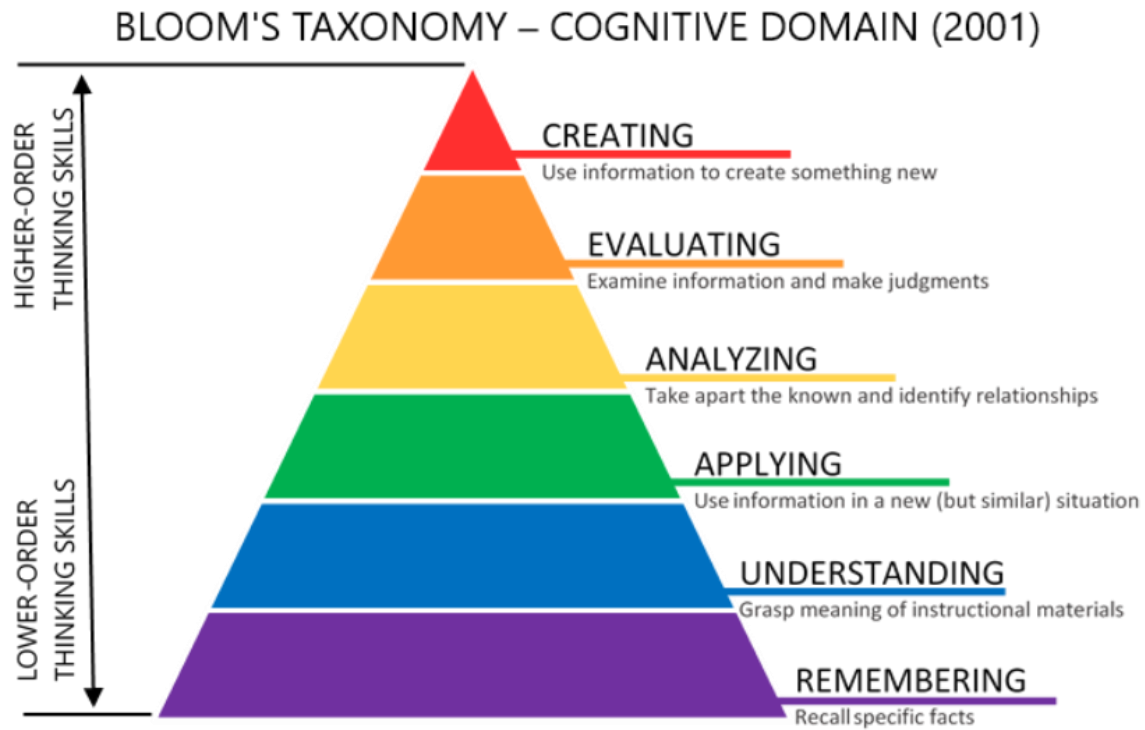 BLOOM'S TAXONOMY – COGNITIVE DOMAIN (2001)
HIGHER-ORDER
THINKING SKILLS
CREATING
Use information to create something new
EVALUATING
Examine information and make judgments
ANALYZING
Take apart the known and identify relationships
APPLYING
Use information in a new (but similar) situation
LOWER-ORDER
THINKING SKILLS
UNDERSTANDING
Grasp meaning of instructional materials
REMEMBERING
Recall specific facts